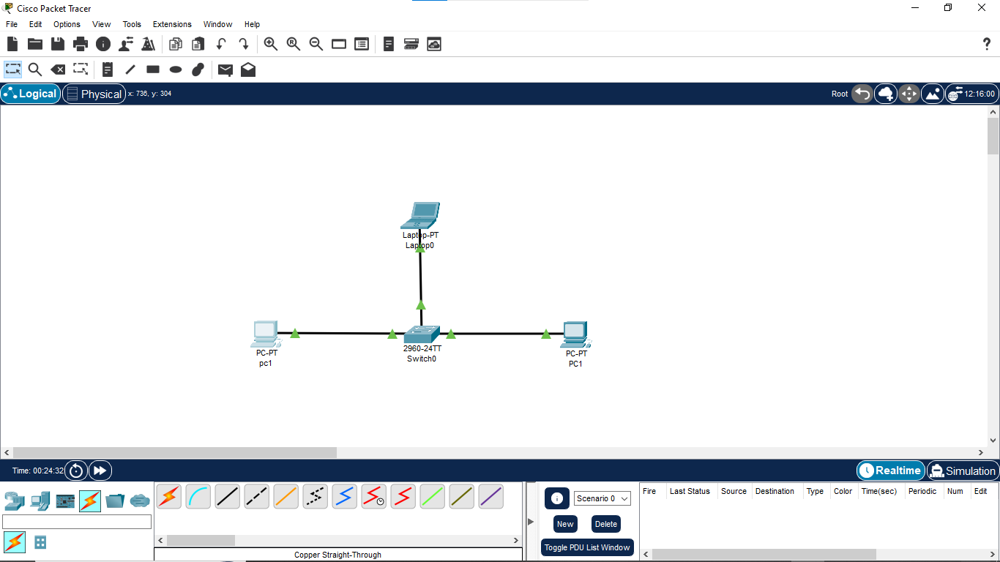 Cisco Packet Tracer
File Edit Options View Tools Extensions Window Help
R
?
Logical Physical x: 736, y: 304 Root 12:16:00
Laptop-PT
Laptop0
PC-PT
pc1
2960-24TT
Switch0
PC-PT
PC1
Time: 00:24:32 Realtime Simulation
Scenario 0
New Delete
Toggle PDU List Window
Fire Last Status Source Destination Type Color Time(sec) Periodic Num Edit
Copper Straight-Through